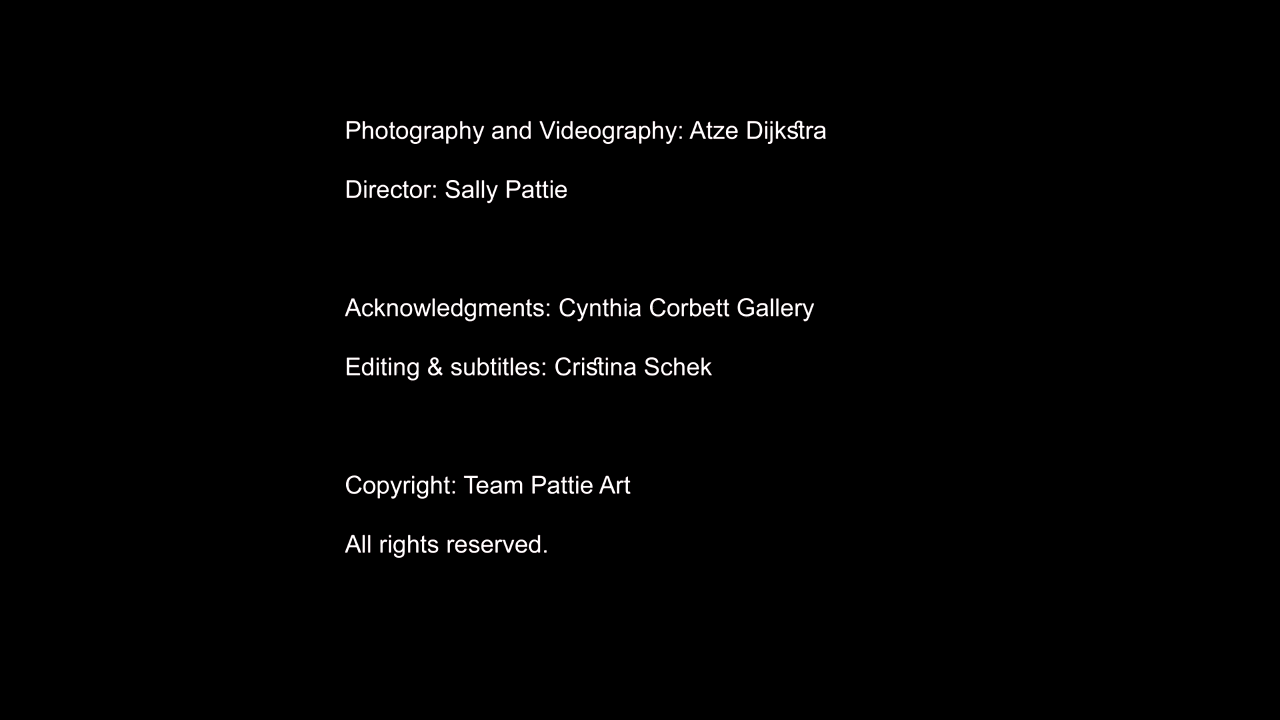 Photography and Videography: Atze Dijkstra
Director: Sally Pattie
Acknowledgments: Cynthia Corbett Gallery
Editing & subtitles: Cristina Schek
Copyright: Team Pattie Art
All rights reserved.